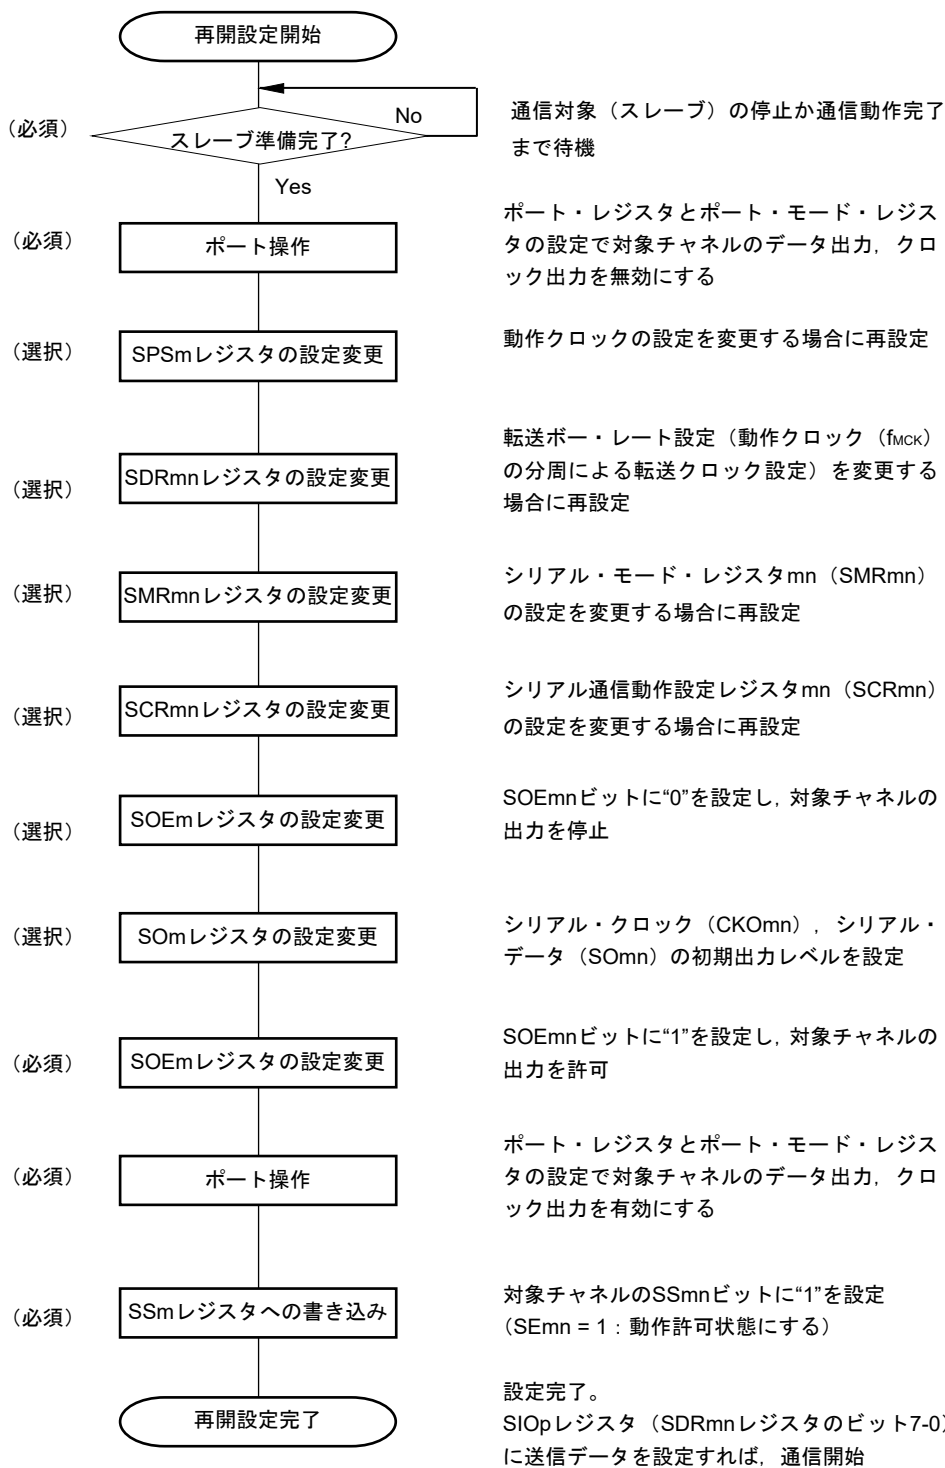 再開設定開始
（必須）
スレーブ準備完了?
No
通信対象（スレーブ）の停止か通信動作完了
まで待機
Yes
（必須）
ポート操作
ポート・レジスタとポート・モード・レジス
タの設定で対象チャネルのデータ出力，クロ
ック出力を無効にする
（選択）
SPSmレジスタの設定変更
動作クロックの設定を変更する場合に再設定
（選択）
SDRmnレジスタの設定変更
転送ボー・レート設定（動作クロック（fMCK）
の分周による転送クロック設定）を変更する
場合に再設定
（選択）
SMRmnレジスタの設定変更
シリアル・モード・レジスタmn（SMRmn）
の設定を変更する場合に再設定
（選択）
SCRmnレジスタの設定変更
シリアル通信動作設定レジスタmn（SCRmn）
の設定を変更する場合に再設定
（選択）
SOEmレジスタの設定変更
SOEmnビットに“0”を設定し，対象チャネルの
出力を停止
（選択）
SOmレジスタの設定変更
シリアル・クロック（CKOmn），シリアル・
データ（SOmn）の初期出力レベルを設定
（必須）
SOEmレジスタの設定変更
SOEmnビットに“1”を設定し，対象チャネルの
出力を許可
（必須）
ポート操作
ポート・レジスタとポート・モード・レジス
タの設定で対象チャネルのデータ出力，クロ
ック出力を有効にする
（必須）
SSmレジスタへの書き込み
対象チャネルのSSmnビットに“1”を設定
（SEmn = 1：動作許可状態にする）
再開設定完了
設定完了。
SIOpレジスタ（SDRmnレジスタのビット7-0）
に送信データを設定すれば，通信開始